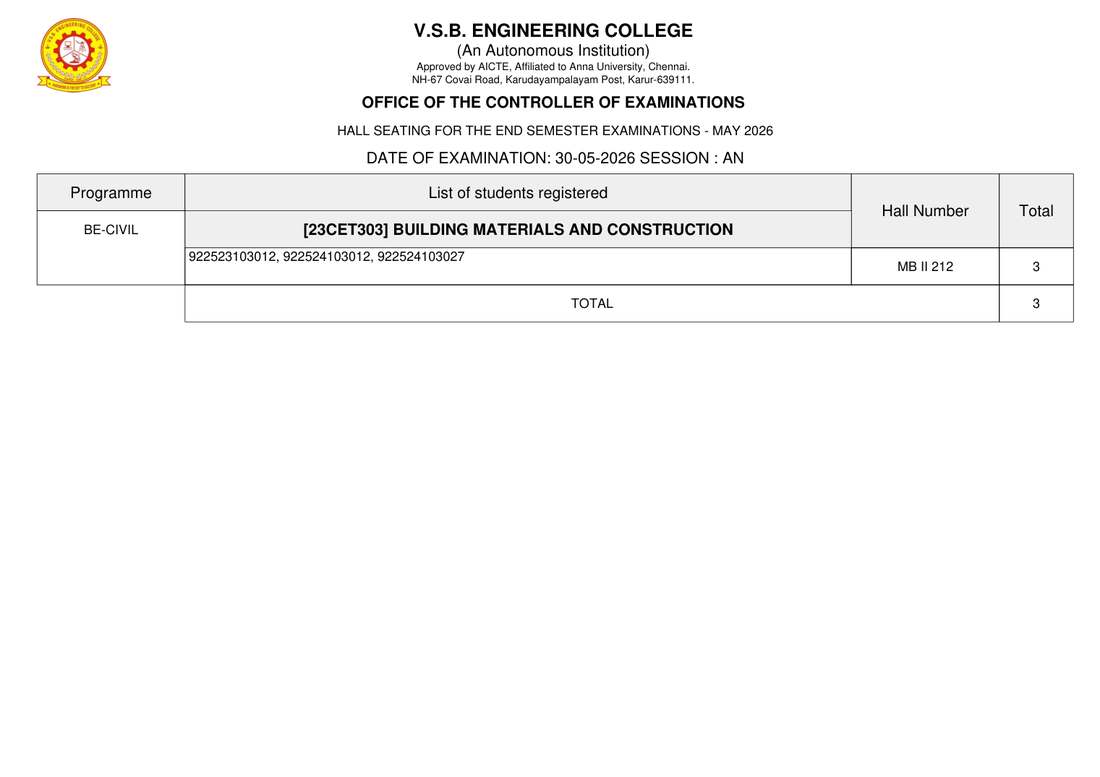 V.S.B. ENGINEERING COLLEGE
(An Autonomous Institution)
Approved by AICTE, Affiliated to Anna University, Chennai.
NH-67 Covai Road, Karudayampalayam Post, Karur-639111.
OFFICE OF THE CONTROLLER OF EXAMINATIONS
HALL SEATING FOR THE END SEMESTER EXAMINATIONS - MAY 2026
DATE OF EXAMINATION: 30-05-2026 SESSION : AN
Programme List of students registered Hall Number Total
BE-CIVIL [23CET303] BUILDING MATERIALS AND CONSTRUCTION
922523103012, 922524103012, 922524103027 MB II 212 3
TOTAL 3